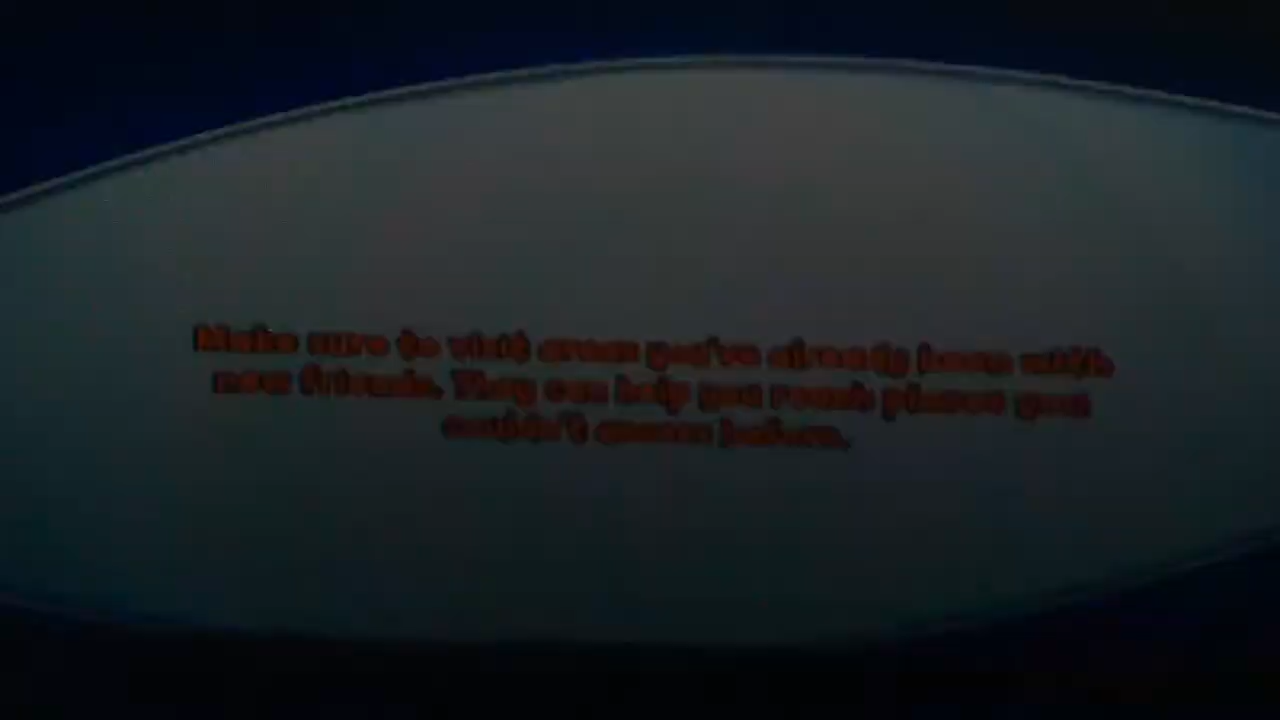 Make sure to visit areas you've already been with
new friends. They can help you reach places you
couldn't access before.